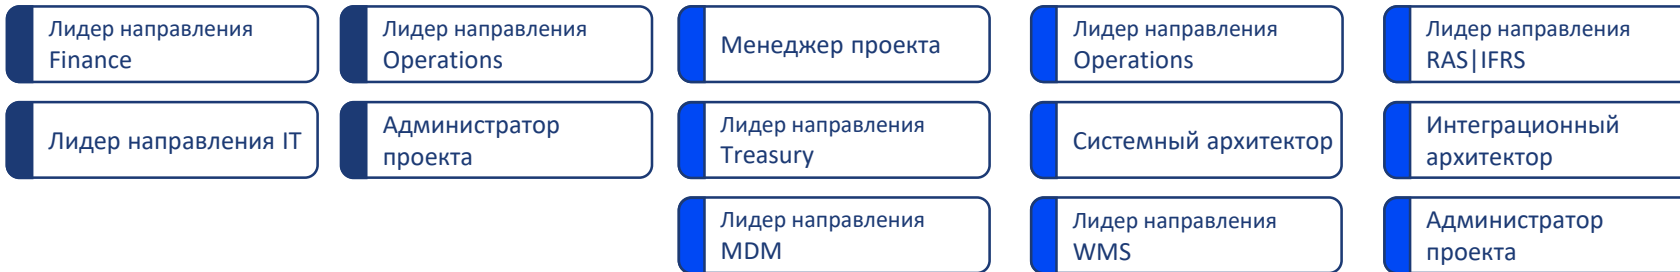 Лидер направления
Finance
Лидер направления
Operations
Менеджер проекта
Лидер направления
Operations
Лидер направления
RAS|IFRS
Лидер направления IT
Администратор
проекта
Лидер направления
Treasury
Системный архитектор
Интеграционный
архитектор
Лидер направления
MDM
Лидер направления
WMS
Администратор
проекта